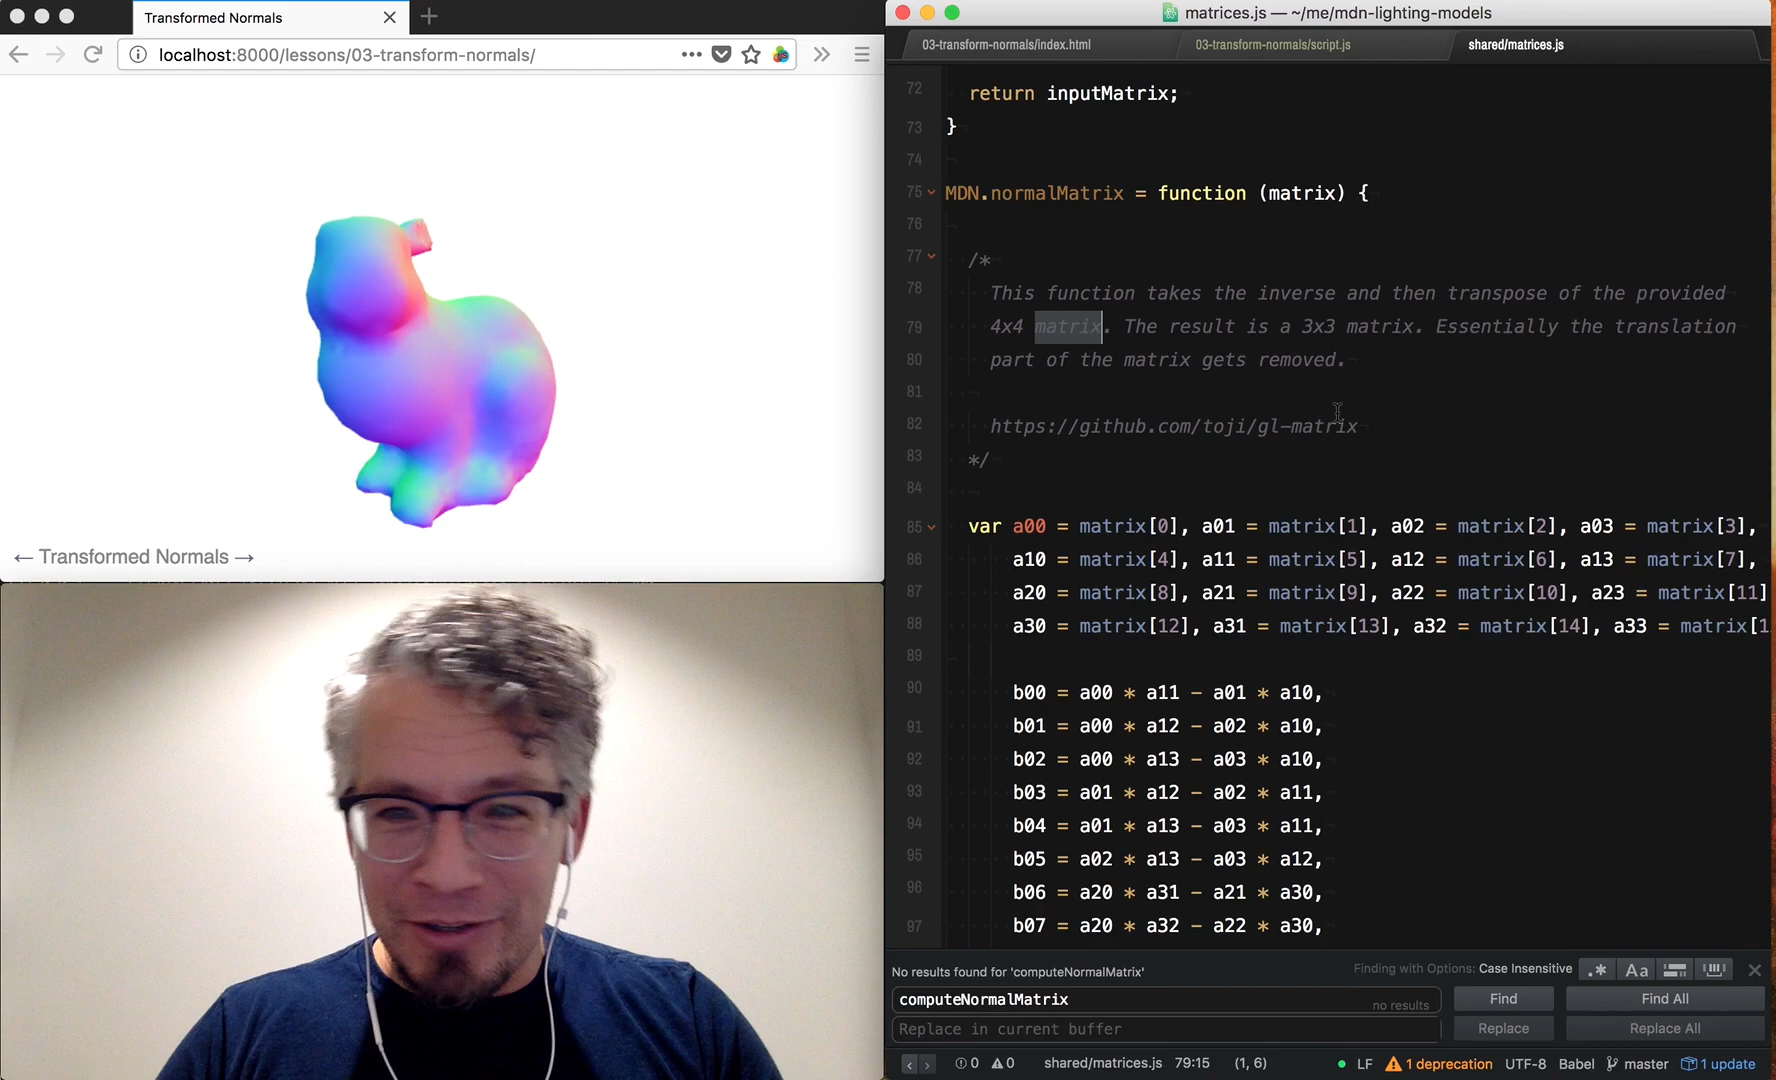 Transformed Normals
localhost:8000/lessons/03-transform-normals/
← Transformed Normals →
matrices.js — ~/me/mdn-lighting-models
03-transform-normals/index.html
03-transform-normals/script.js
shared/matrices.js
72 return inputMatrix;
73 }
74
75 MDN.normalMatrix = function (matrix) {
76
77 /*
78 This function takes the inverse and then transpose of the provided
79 4x4 matrix. The result is a 3x3 matrix. Essentially the translation
80 part of the matrix gets removed.
81
82 https://github.com/toji/gl-matrix
83 */
84
85 var a00 = matrix[0], a01 = matrix[1], a02 = matrix[2], a03 = matrix[3],
86 a10 = matrix[4], a11 = matrix[5], a12 = matrix[6], a13 = matrix[7],
87 a20 = matrix[8], a21 = matrix[9], a22 = matrix[10], a23 = matrix[11]
88 a30 = matrix[12], a31 = matrix[13], a32 = matrix[14], a33 = matrix[1
89
90 b00 = a00 * a11 - a01 * a10,
91 b01 = a00 * a12 - a02 * a10,
92 b02 = a00 * a13 - a03 * a10,
93 b03 = a01 * a12 - a02 * a11,
94 b04 = a01 * a13 - a03 * a11,
95 b05 = a02 * a13 - a03 * a12,
96 b06 = a20 * a31 - a21 * a30,
97 b07 = a20 * a32 - a22 * a30,
No results found for 'computeNormalMatrix'
Finding with Options: Case Insensitive
.* Aa
computeNormalMatrix no results
Find
Find All
Replace in current buffer
Replace
Replace All
0 0 shared/matrices.js 79:15 (1, 6)
LF 1 deprecation UTF-8 Babel master 1 update